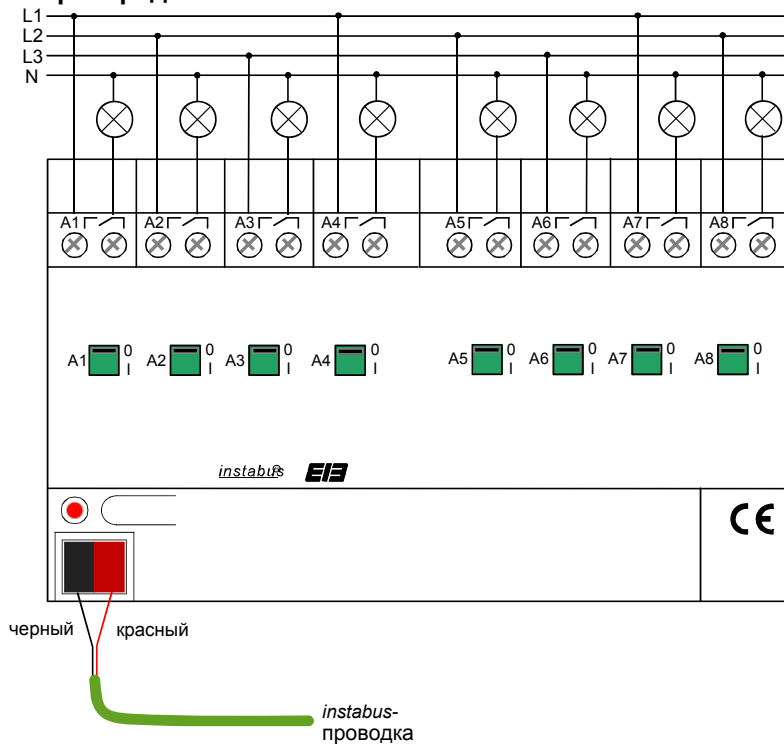 L1
L2
L3
N
A1 A2 A3 A4 A5 A6 A7 A8
A1 0 I A2 0 I A3 0 I A4 0 I A5 0 I A6 0 I A7 0 I A8 0 I
instabus EIB
CE
черный красный
instabus-
проводка